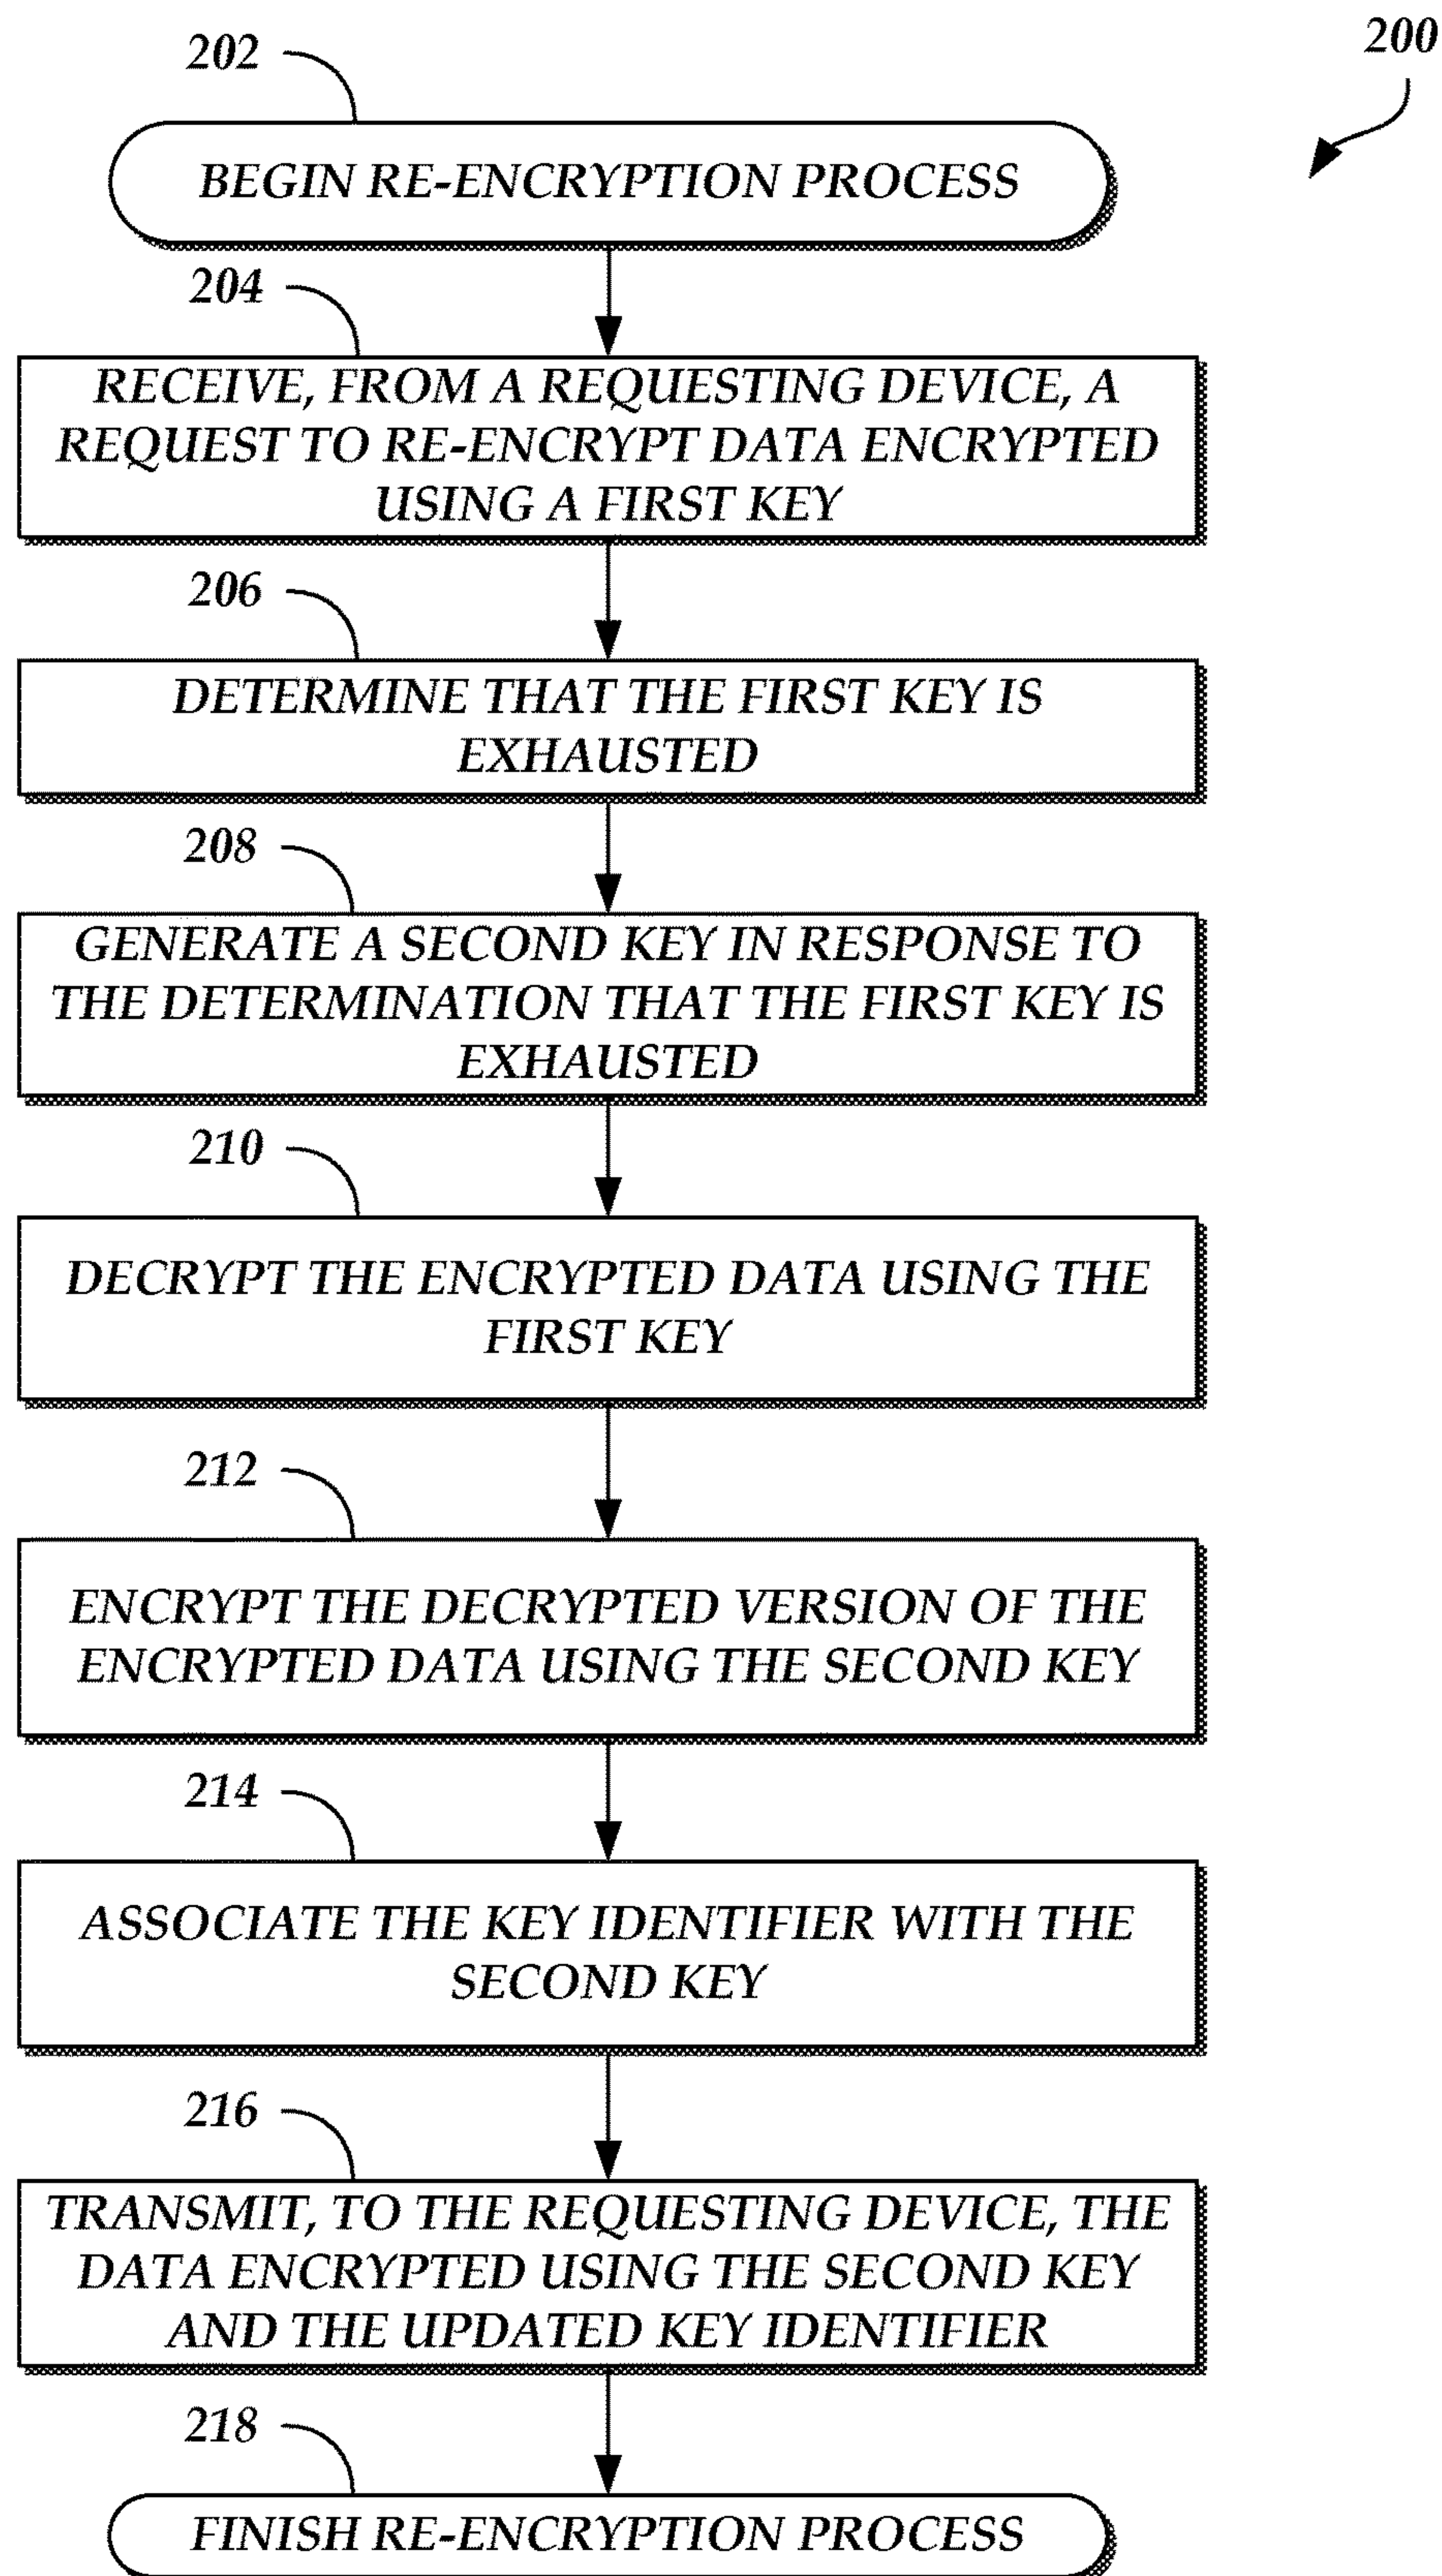 200
202
BEGIN RE-ENCRYPTION PROCESS
204
RECEIVE, FROM A REQUESTING DEVICE, A
REQUEST TO RE-ENCRYPT DATA ENCRYPTED
USING A FIRST KEY
206
DETERMINE THAT THE FIRST KEY IS
EXHAUSTED
208
GENERATE A SECOND KEY IN RESPONSE TO
THE DETERMINATION THAT THE FIRST KEY IS
EXHAUSTED
210
DECRYPT THE ENCRYPTED DATA USING THE
FIRST KEY
212
ENCRYPT THE DECRYPTED VERSION OF THE
ENCRYPTED DATA USING THE SECOND KEY
214
ASSOCIATE THE KEY IDENTIFIER WITH THE
SECOND KEY
216
TRANSMIT, TO THE REQUESTING DEVICE, THE
DATA ENCRYPTED USING THE SECOND KEY
AND THE UPDATED KEY IDENTIFIER
218
FINISH RE-ENCRYPTION PROCESS